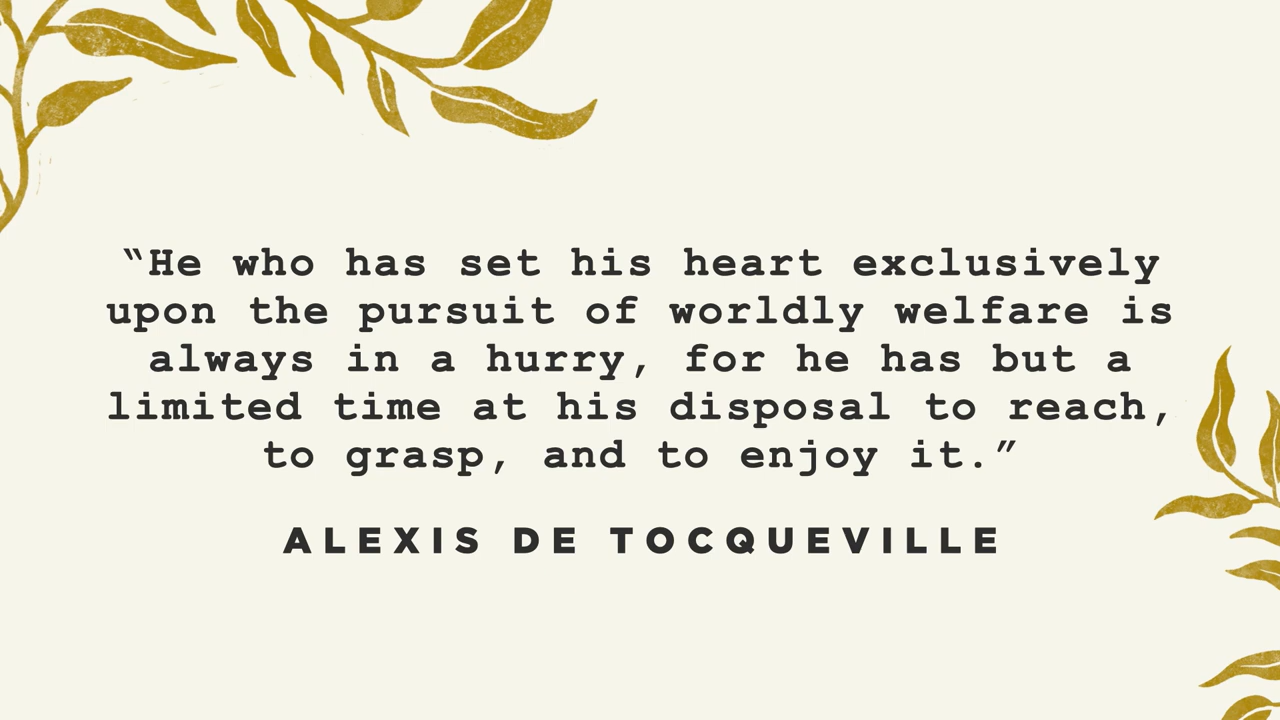 “He who has set his heart exclusively
upon the pursuit of worldly welfare is
always in a hurry, for he has but a
limited time at his disposal to reach,
to grasp, and to enjoy it.”
ALEXIS DE TOCQUEVILLE